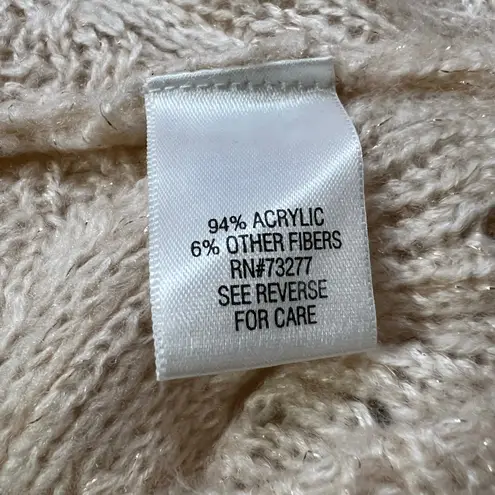 94% ACRYLIC
6% OTHER FIBERS
RN#73277
SEE REVERSE
FOR CARE